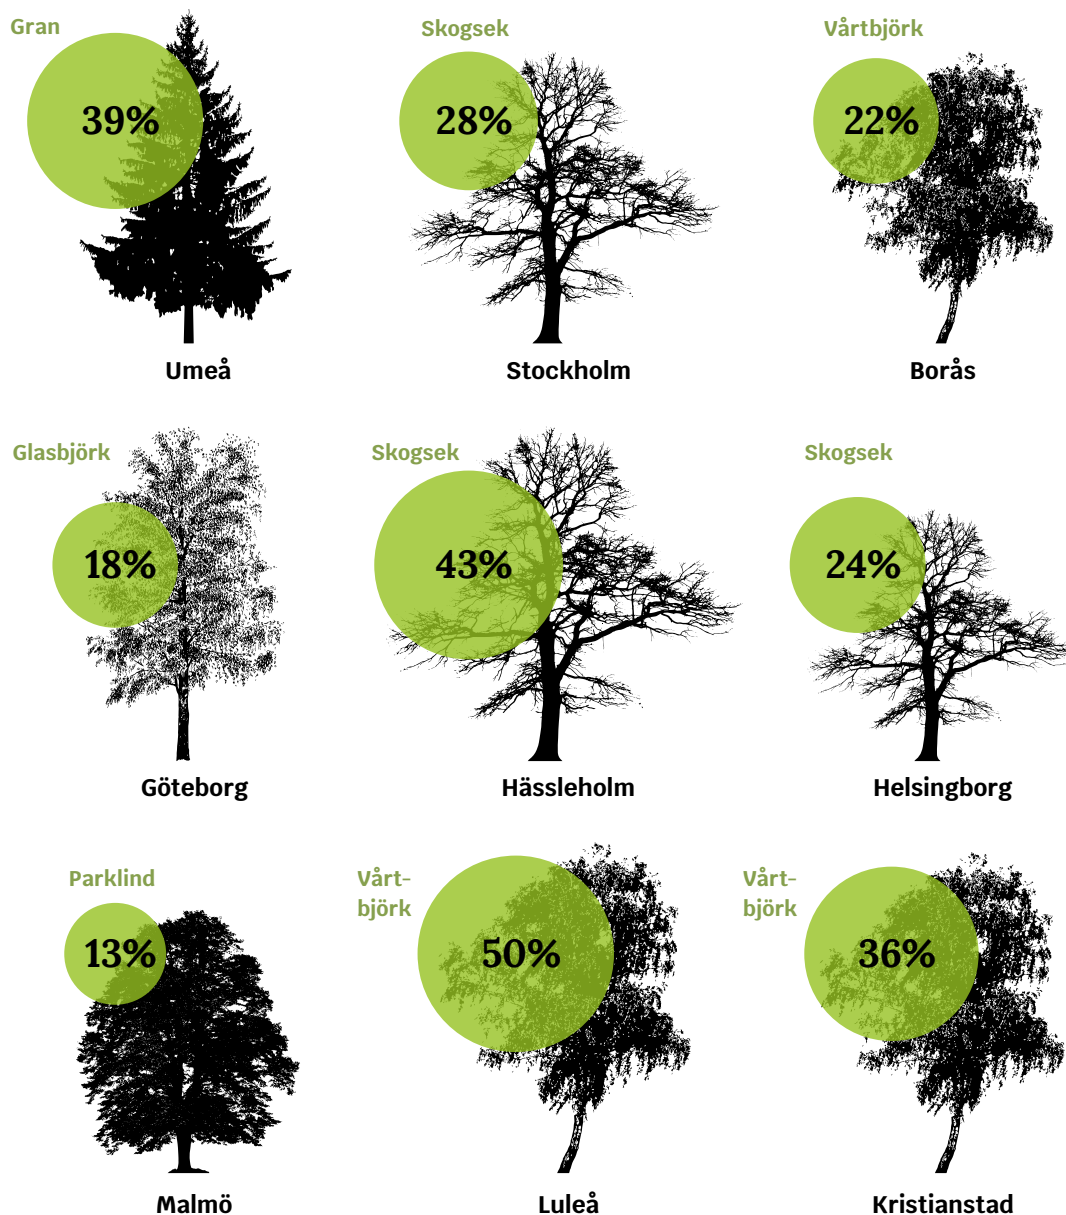 Gran
39%
Umeå
Skogsek
28%
Stockholm
Vårtbjörk
22%
Borås
Glasbjörk
18%
Göteborg
Skogsek
43%
Hässleholm
Skogsek
24%
Helsingborg
Parklind
13%
Malmö
Vårt-
björk
50%
Luleå
Vårt-
björk
36%
Kristianstad